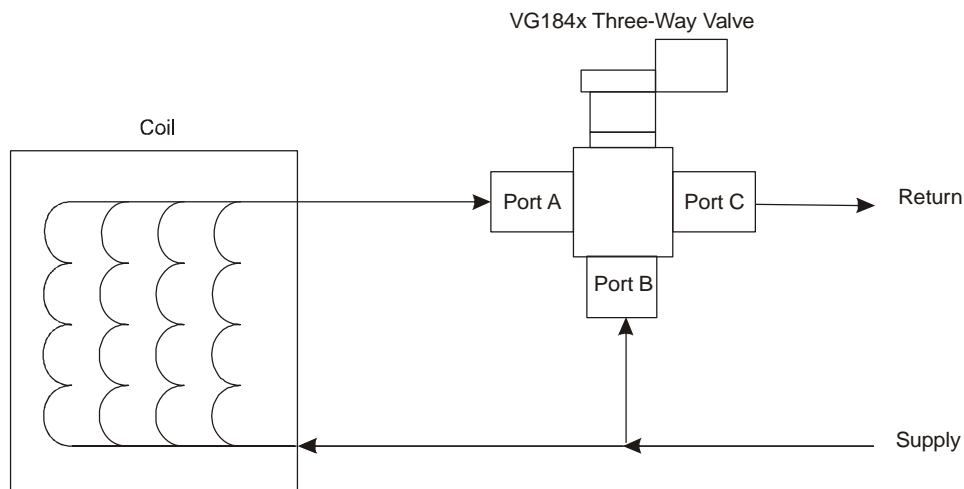 VG184x Three-Way Valve
Coil
Port A
Port C
Return
Port B
Supply